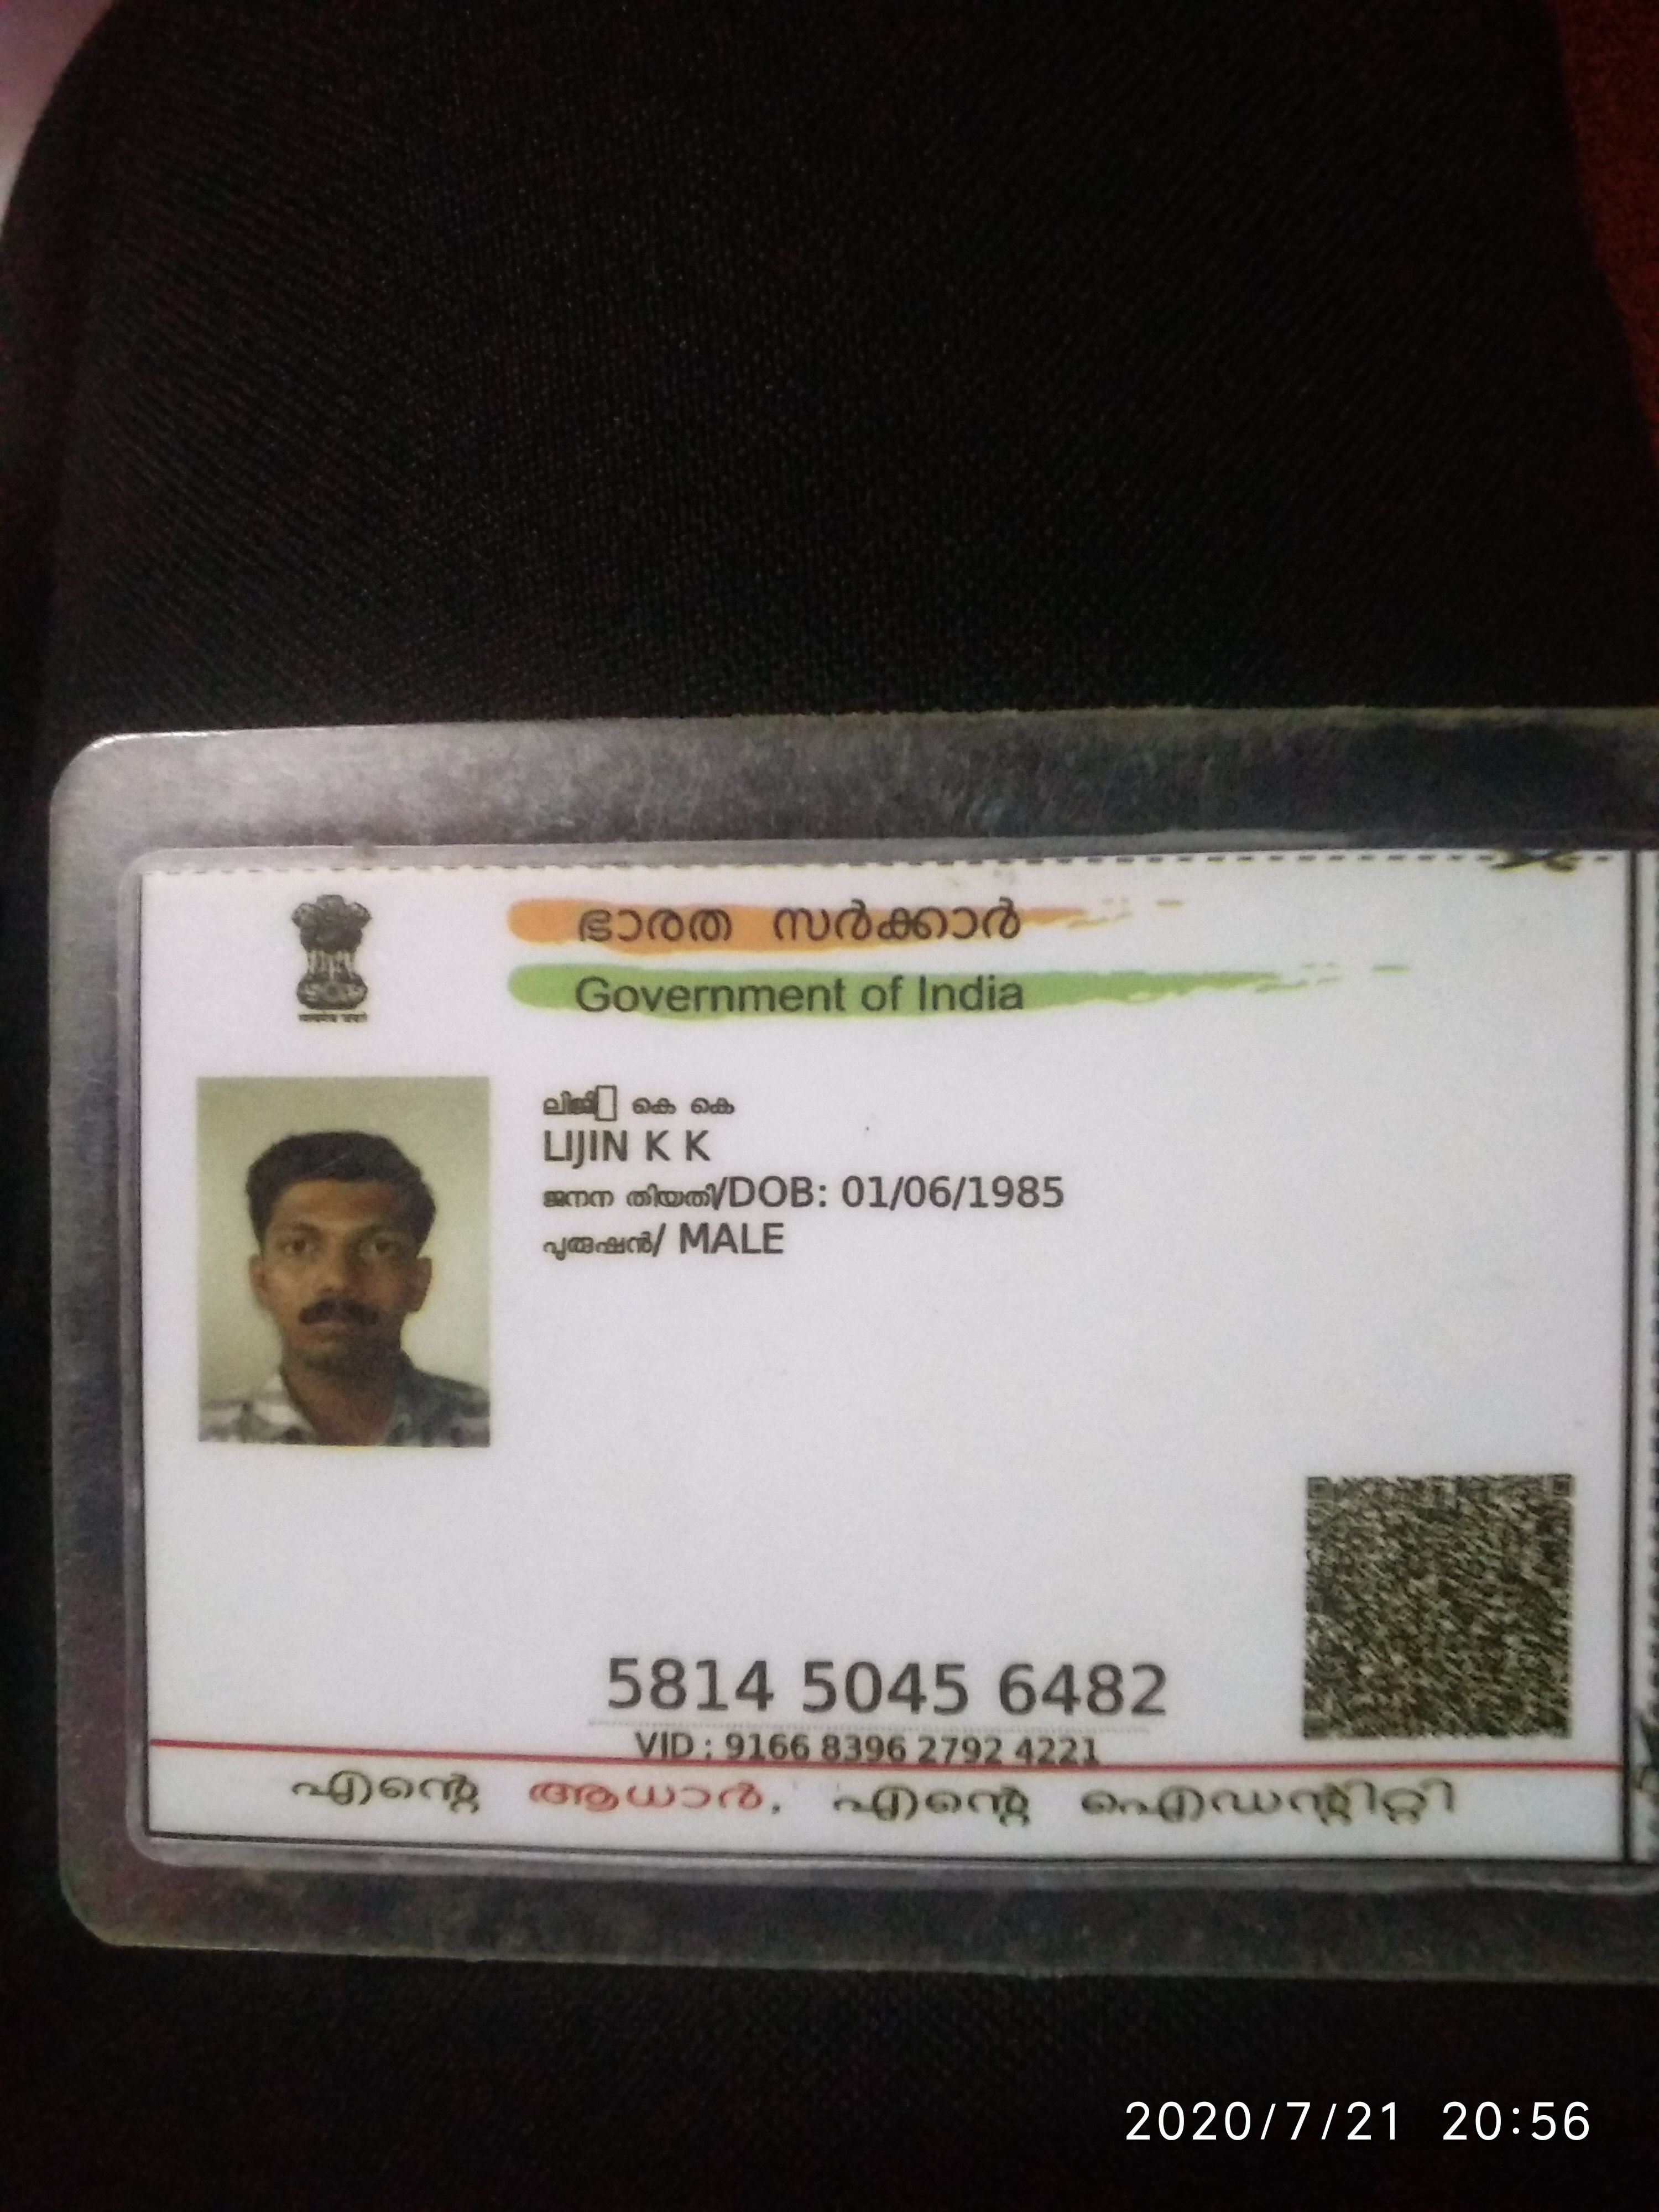 ഭാരത സർക്കാർ
Government of India
ലിജി▯ കെ കെ
LIJIN K K
ജനന തിയതി/DOB: 01/06/1985
പുരുഷൻ/ MALE
5814 5045 6482
VID : 9166 8396 2792 4221
എന്റെ ആധാർ, എന്റെ ഐഡന്റിറ്റി
2020/7/21 20:56